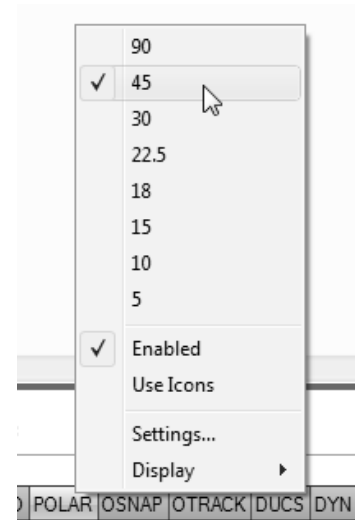 90
45
30
22.5
18
15
10
5
Enabled
Use Icons
Settings...
Display
POLAR OSNAP OTRACK DUCS DYN